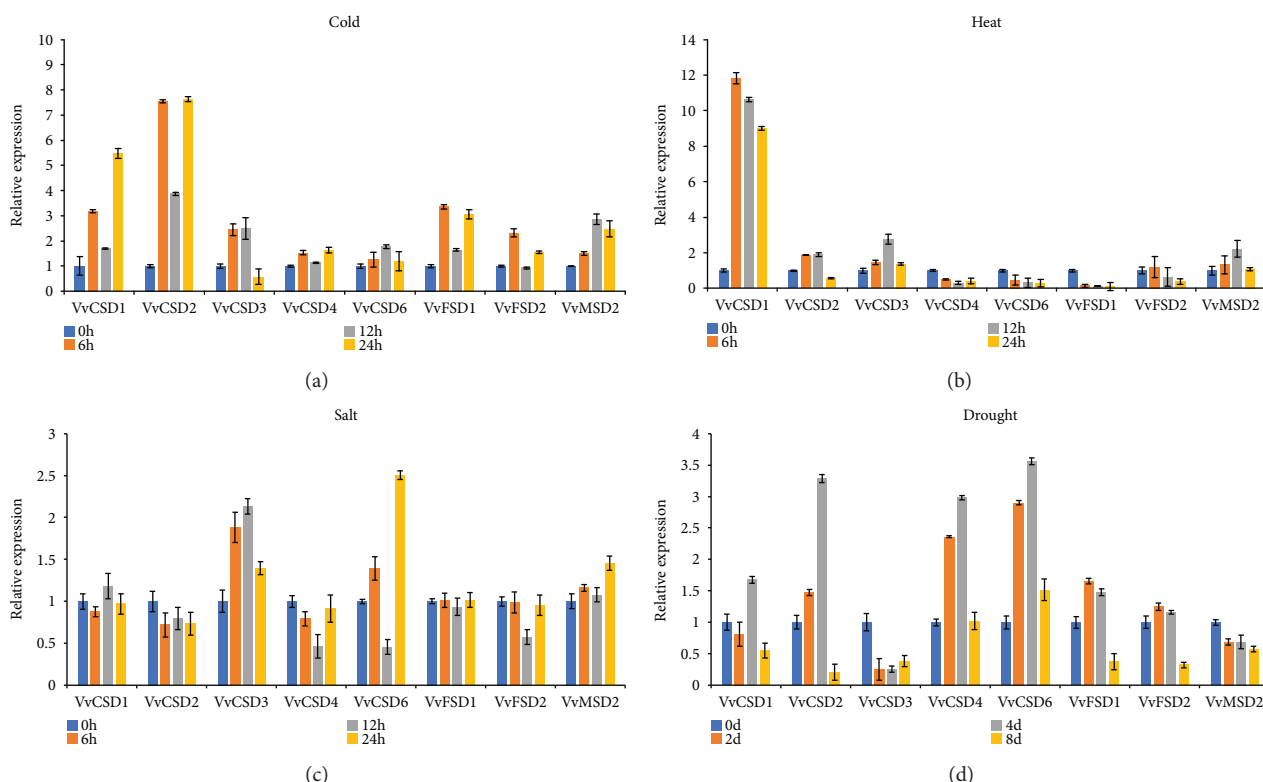 Cold
Relative expression
10
9
8
7
6
5
4
3
2
1
0
VvCSD1 VvCSD2 VvCSD3 VvCSD4 VvCSD6 VvFSD1 VvFSD2 VvMSD2
0h 12h
6h 24h
(a)
Heat
Relative expression
14
12
10
8
6
4
2
0
VvCSD1 VvCSD2 VvCSD3 VvCSD4 VvCSD6 VvFSD1 VvFSD2 VvMSD2
0h 12h
6h 24h
(b)
Salt
Relative expression
3
2.5
2
1.5
1
0.5
0
VvCSD1 VvCSD2 VvCSD3 VvCSD4 VvCSD6 VvFSD1 VvFSD2 VvMSD2
0h 12h
6h 24h
(c)
Drought
Relative expression
4
3.5
3
2.5
2
1.5
1
0.5
0
VvCSD1 VvCSD2 VvCSD3 VvCSD4 VvCSD6 VvFSD1 VvFSD2 VvMSD2
0d 4d
2d 8d
(d)